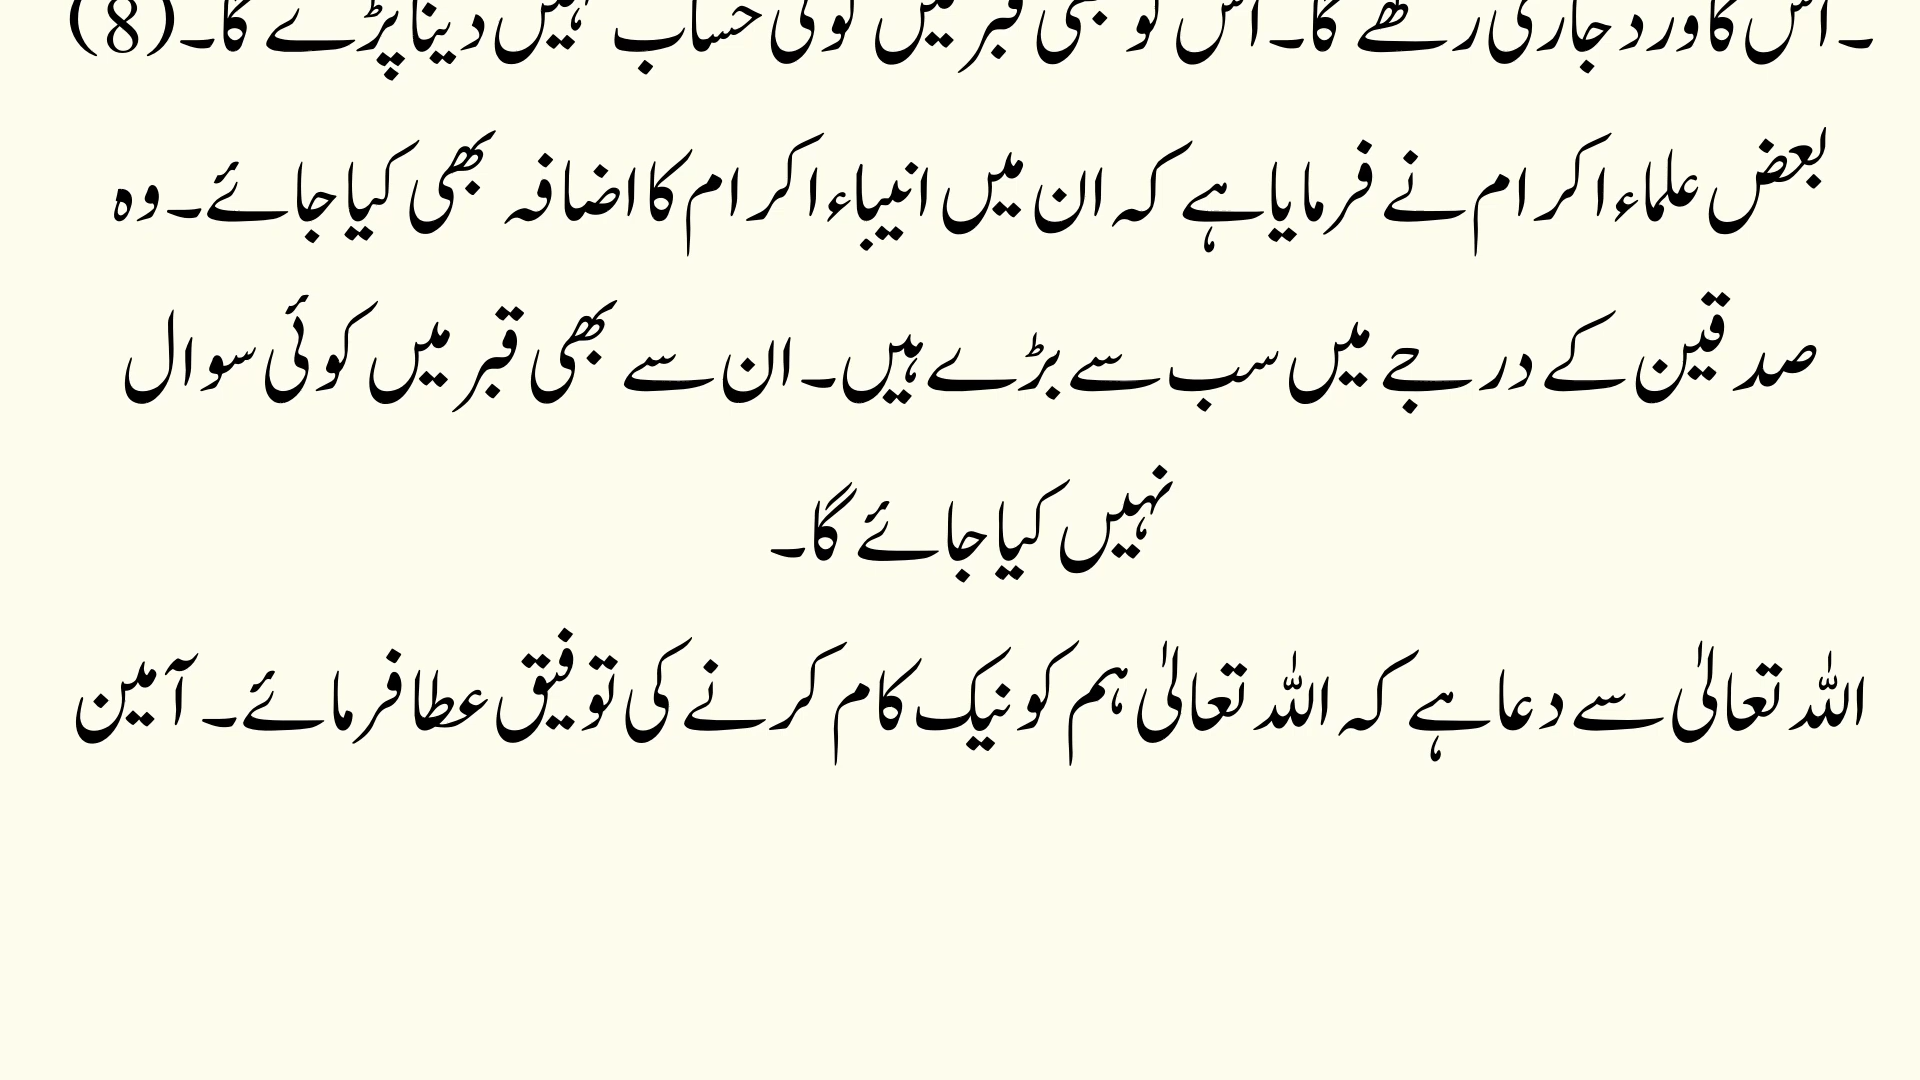 ۔اس کا ورد جاری رکھے گا۔اس کو بھی قبر میں کوئی حساب نہیں دینا پڑے گا۔(8)
بعض علماء اکرام نے فرمایا ہے کہ ان میں انبیاء اکرام کا اضافہ بھی کیا جائے۔وہ
صدقین کے درجے میں سب سے بڑے ہیں۔ان سے بھی قبر میں کوئی سوال
نہیں کیا جائے گا۔
اللہ تعالیٰ سے دعا ہے کہ اللہ تعالیٰ ہم کو نیک کام کرنے کی توفیق عطا فرمائے۔ آمین